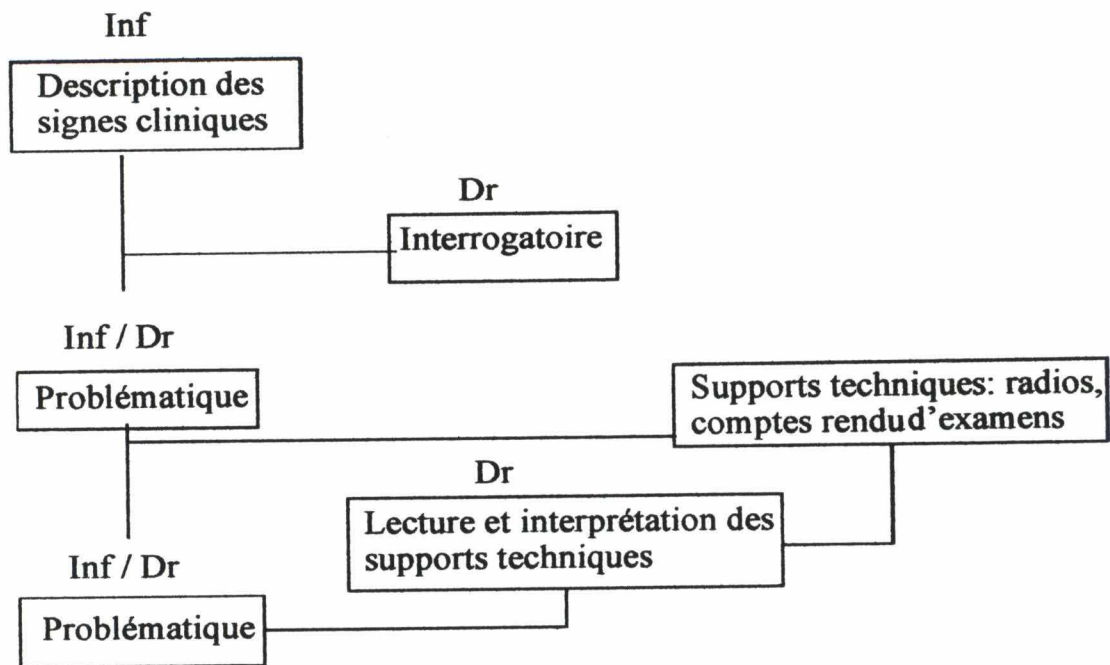 Inf
Description des
signes cliniques
Dr
Interrogatoire
Inf / Dr
Problématique
Supports techniques: radios,
comptes rendud'examens
Dr
Lecture et interprétation des
supports techniques
Inf / Dr
Problématique